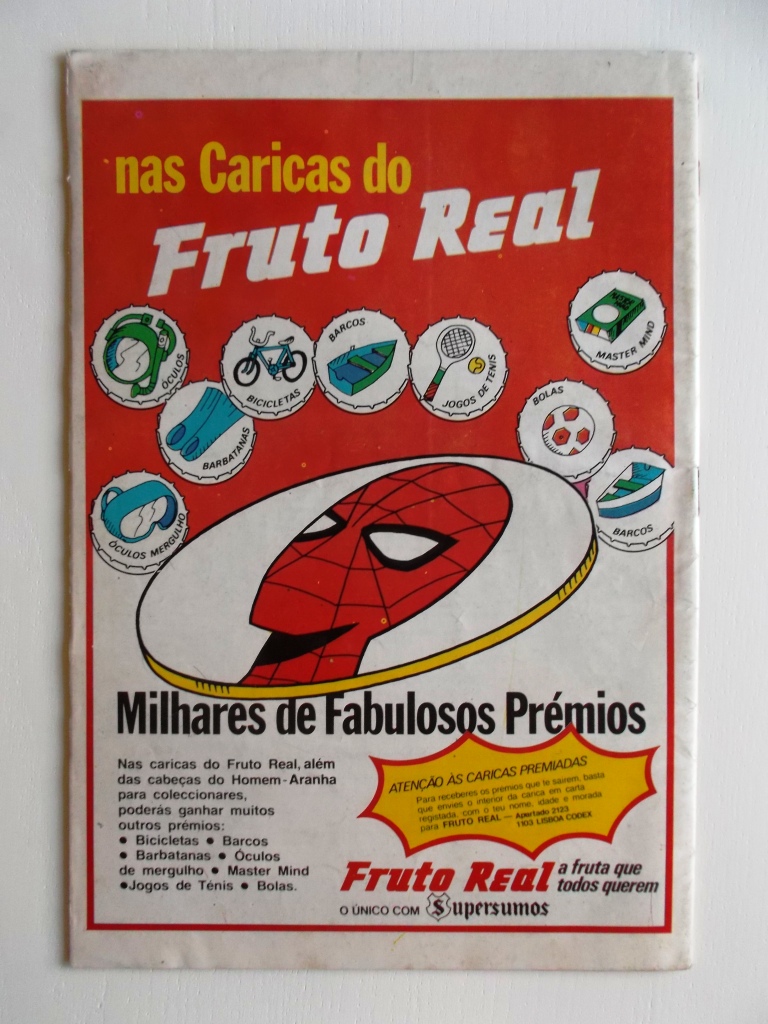 nas Caricas do
Fruto Real
ÓCULOS
BICICLETAS
BARCOS
JOGOS DE TENIS
MASTER MIND
BARBATANAS
BOLAS
ÓCULOS MERGULHO
BARCOS
Milhares de Fabulosos Prémios
Nas caricas do Fruto Real, além
das cabeças do Homem-Aranha
para coleccionares,
poderás ganhar muitos
outros prémios:
● Bicicletas ● Barcos
● Barbatanas ● Óculos
de mergulho ● Master Mind
●Jogos de Ténis ● Bolas.
ATENÇÃO ÀS CARICAS PREMIADAS
Para receberes os prémios que te saírem, basta
que envies o interior da carica em carta
registada, com o teu nome, idade e morada
para FRUTO REAL — Apartado 2123
1103 LISBOA CODEX
Fruto Real a fruta que
todos querem
O ÚNICO COM Supersumos